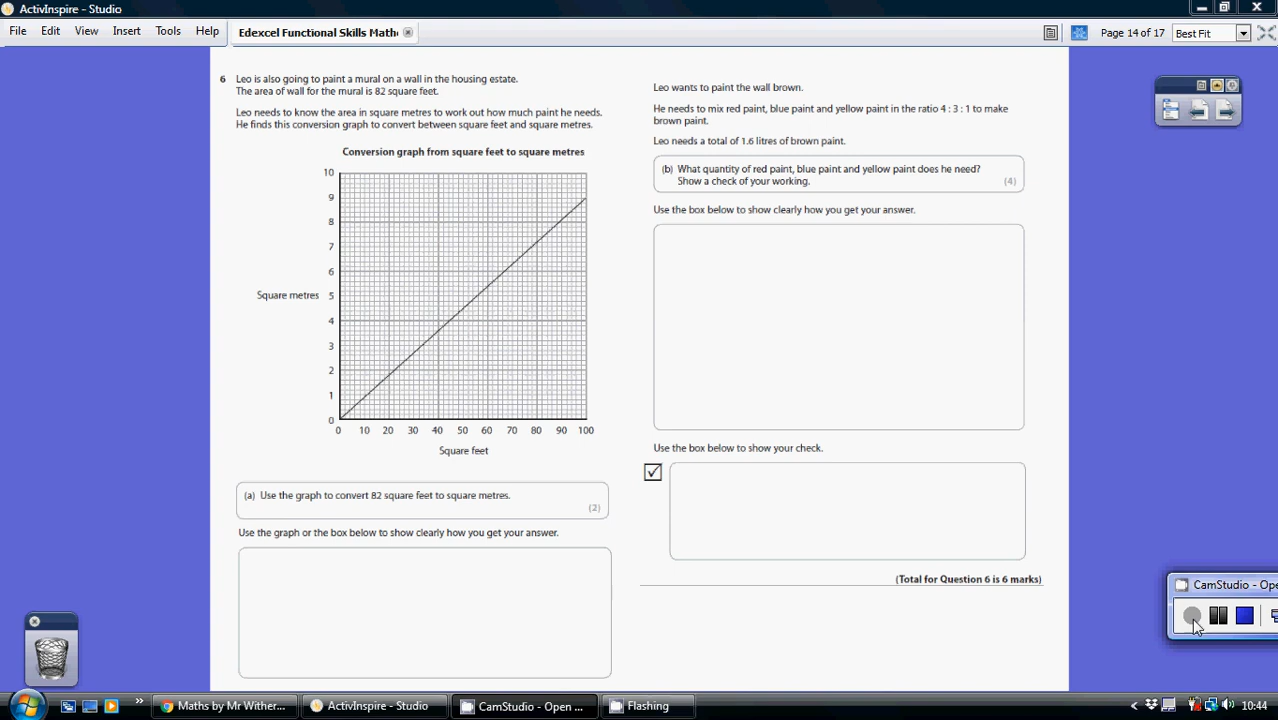 ActivInspire - Studio
File Edit View Insert Tools Help
Edexcel Functional Skills Mathe
Page 14 of 17
Best Fit
6 Leo is also going to paint a mural on a wall in the housing estate.
The area of wall for the mural is 82 square feet.
Leo needs to know the area in square metres to work out how much paint he needs.
He finds this conversion graph to convert between square feet and square metres.
Conversion graph from square feet to square metres
10
9
8
7
6
Square metres 5
4
3
2
1
0
0 10 20 30 40 50 60 70 80 90 100
Square feet
(a) Use the graph to convert 82 square feet to square metres.
(2)
Use the graph or the box below to show clearly how you get your answer.
Leo wants to paint the wall brown.
He needs to mix red paint, blue paint and yellow paint in the ratio 4 : 3 : 1 to make
brown paint.
Leo needs a total of 1.6 litres of brown paint.
(b) What quantity of red paint, blue paint and yellow paint does he need?
Show a check of your working.
(4)
Use the box below to show clearly how you get your answer.
Use the box below to show your check.
(Total for Question 6 is 6 marks)
CamStudio - Ope
Maths by Mr Wither...
ActivInspire - Studio
CamStudio - Open ...
Flashing
10:44